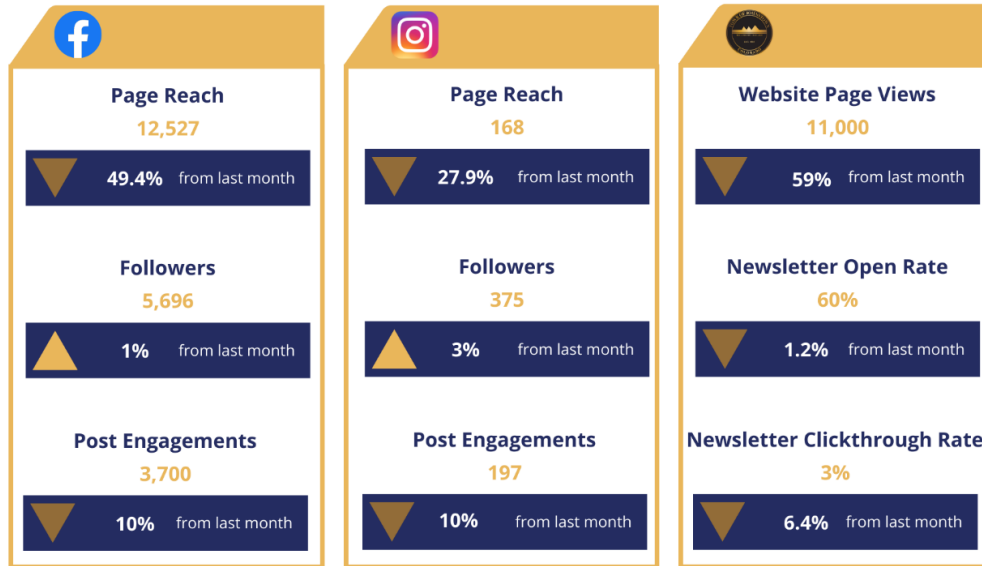 Page Reach
12,527
49.4% from last month
Followers
5,696
1% from last month
Post Engagements
3,700
10% from last month
Page Reach
168
27.9% from last month
Followers
375
3% from last month
Post Engagements
197
10% from last month
Website Page Views
11,000
59% from last month
Newsletter Open Rate
60%
1.2% from last month
Newsletter Clickthrough Rate
3%
6.4% from last month